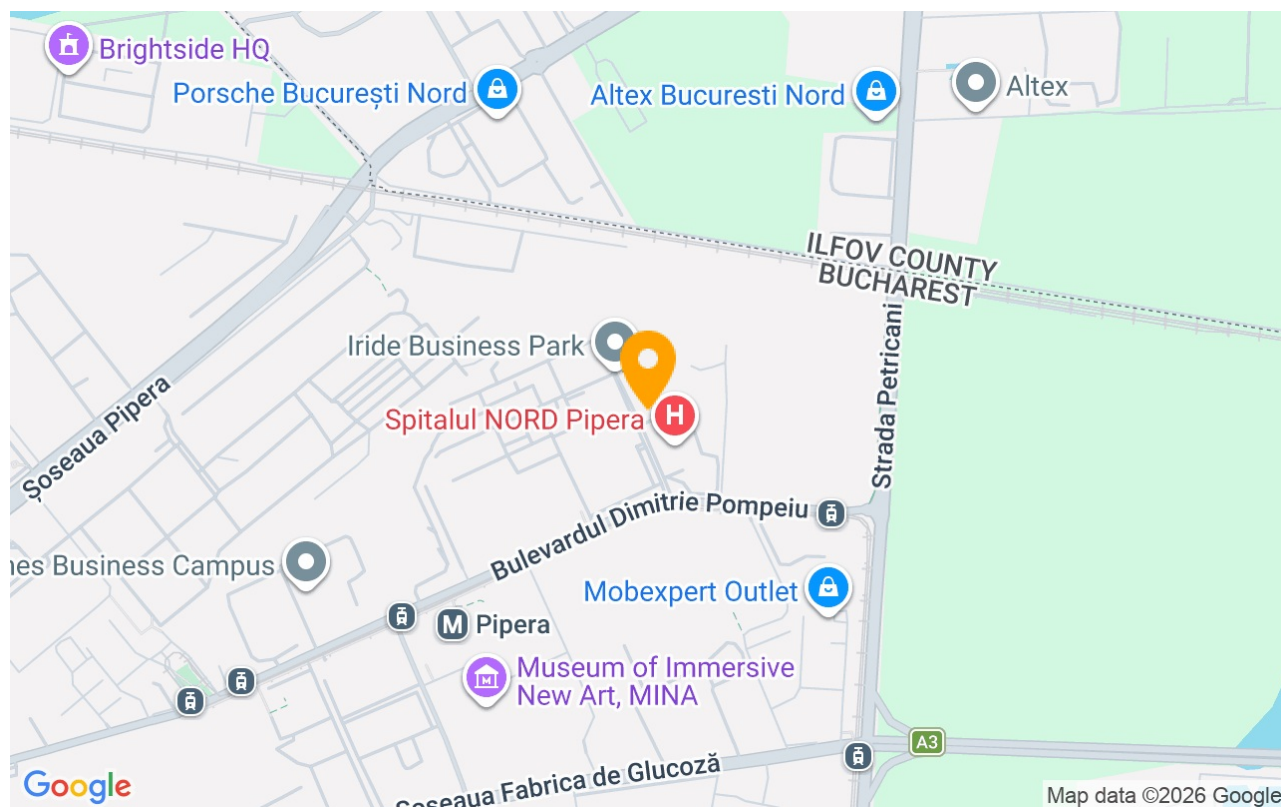 Brightside HQ
Porsche București Nord
Altex Bucuresti Nord
Altex
ILFOV COUNTY
BUCHAREST
Iride Business Park
Strada Petricani
Șoseaua Pipera
Spitalul NORD Pipera
H
Bulevardul Dimitrie Pompeiu
nes Business Campus
Mobexpert Outlet
M Pipera
Museum of Immersive
New Art, MINA
A3
Șoseaua Fabrica de Glucoză
Google
Map data ©2026 Google